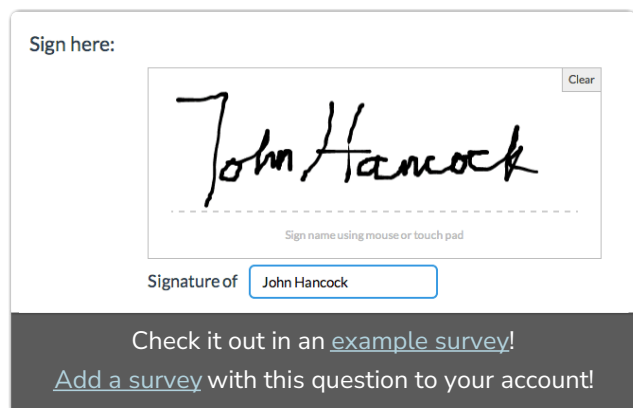 Sign here:
Clear
John Hancock
Sign name using mouse or touch pad
Signature of John Hancock
Check it out in an example survey!
Add a survey with this question to your account!